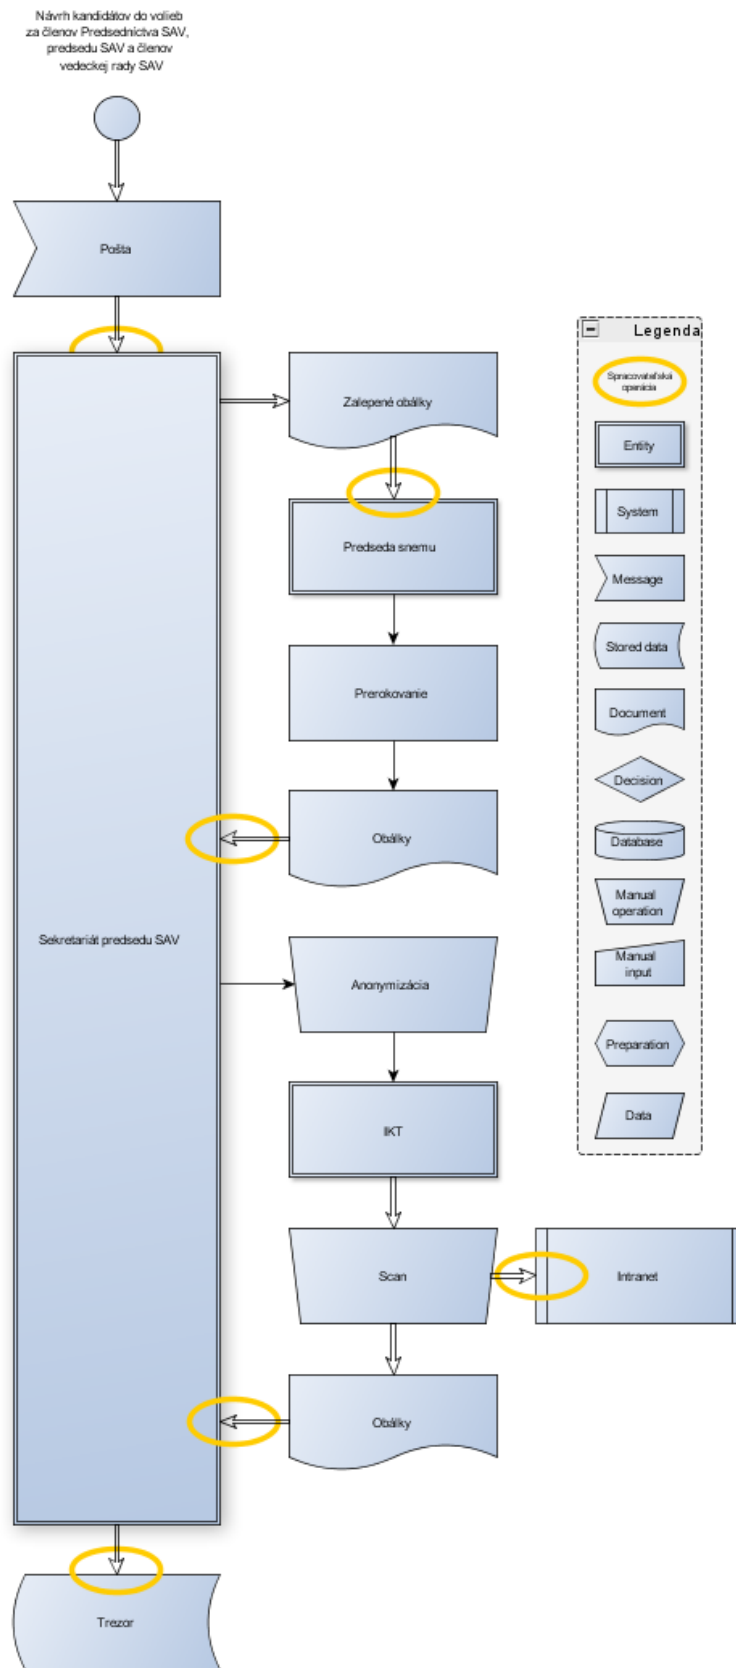 Návrh kandidátov do volieb
za členov Predsedníctva SAV,
predsedu SAV a členov
vedeckej rady SAV
Pošta
Zalepené obálky
Predseda snemu
Prerokovanie
Obálky
Sekretariát predsedu SAV
Anonymizácia
IKT
Scan
Intranet
Obálky
Trezor
Legenda
Spracovateľská
operácia
Entity
System
Message
Stored data
Document
Decision
Database
Manual
operation
Manual
input
Preparation
Data